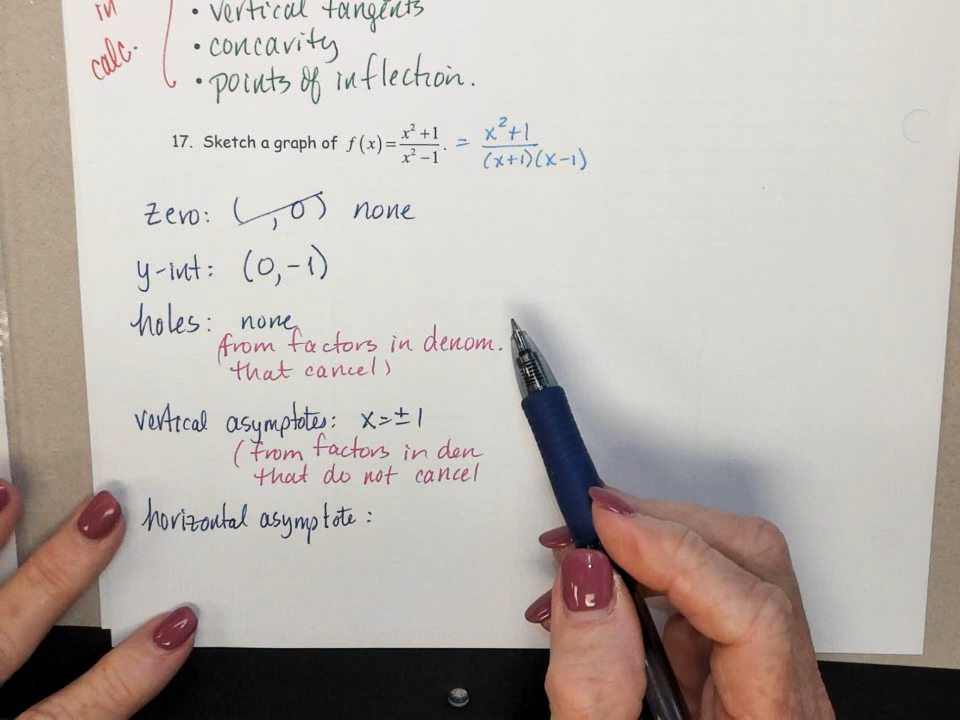 in
calc.
• vertical tangents
• concavity
• points of inflection.
17. Sketch a graph of f(x) = (x² + 1)/(x² − 1). = (x²+1)/((x+1)(x−1))
zero: ( , 0) none
y-int: (0, −1)
holes: none
(from factors in denom.
that cancel)
vertical asymptotes: x = ± 1
(from factors in den
that do not cancel
horizontal asymptote: